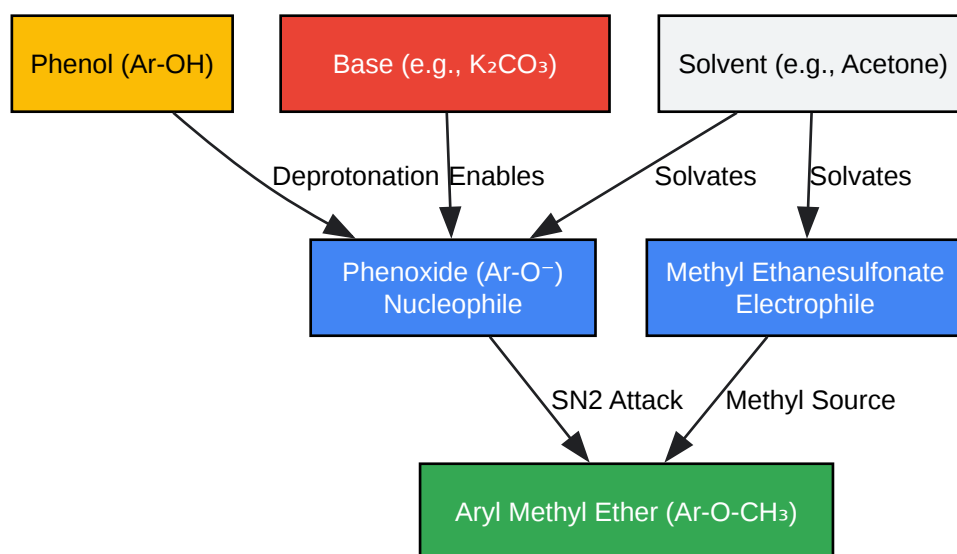 Phenol (Ar-OH)
Base (e.g., K₂CO₃)
Solvent (e.g., Acetone)
Deprotonation
Enables
Solvates
Solvates
Phenoxide (Ar-O⁻)
Nucleophile
Methyl Ethanesulfonate
Electrophile
SN2 Attack
Methyl Source
Aryl Methyl Ether (Ar-O-CH₃)